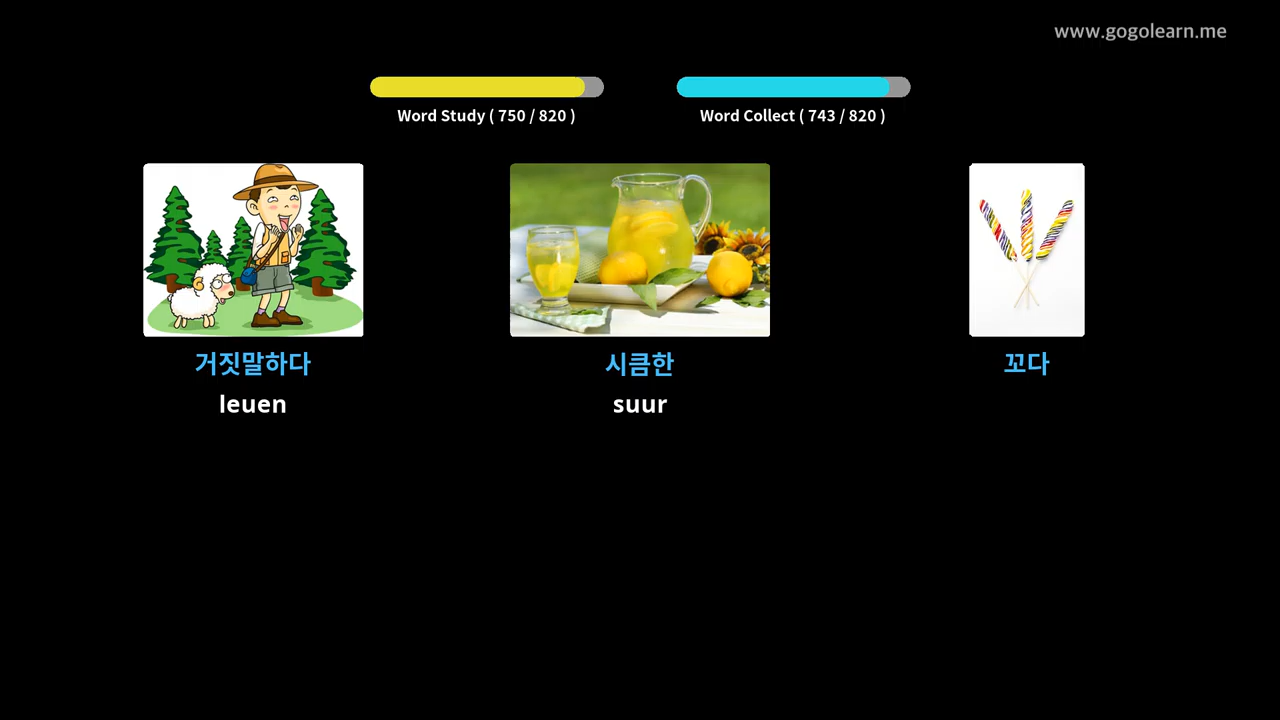 www.gogolearn.me
Word Study ( 750 / 820 )
Word Collect ( 743 / 820 )
거짓말하다
leuen
시큼한
suur
꼬다